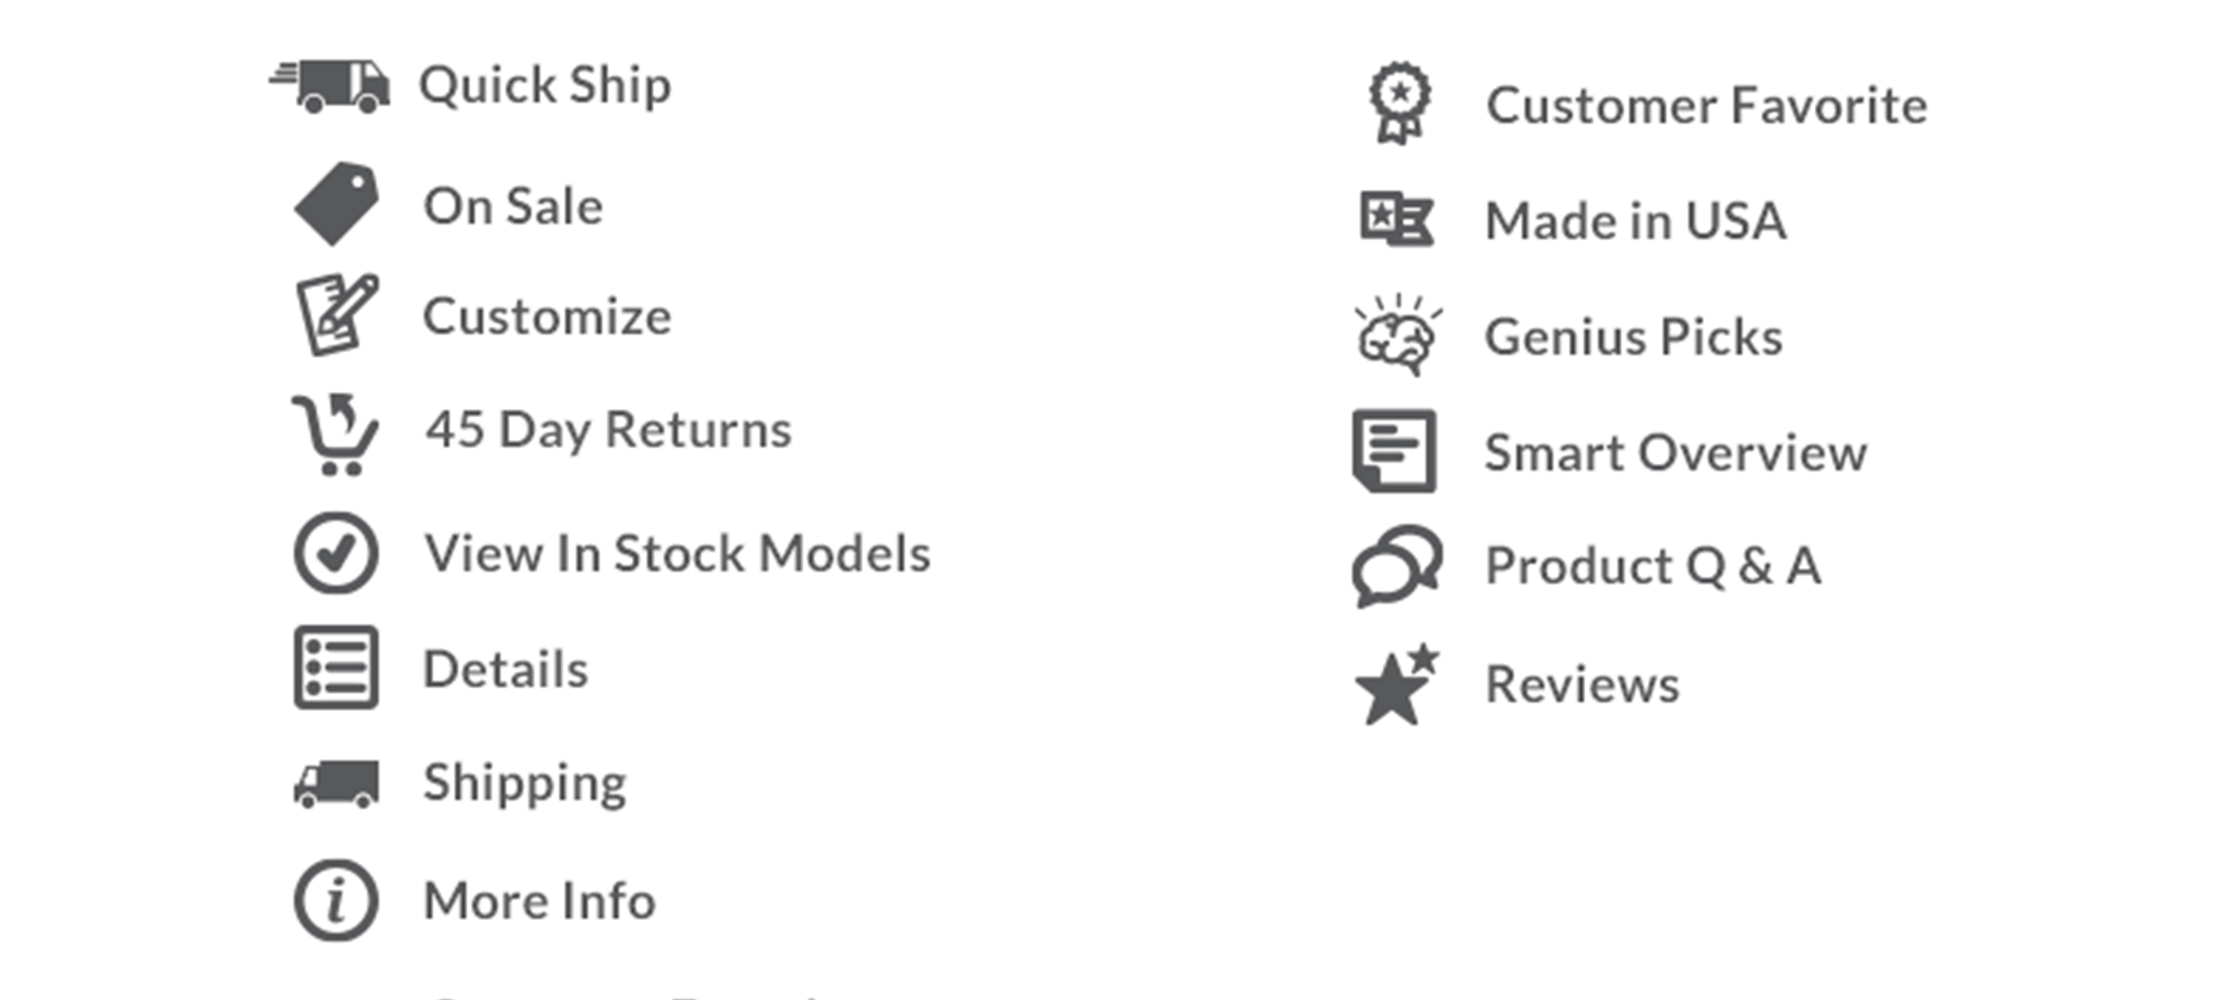 Quick Ship
On Sale
Customize
45 Day Returns
View In Stock Models
Details
Shipping
More Info
Customer Favorite
Made in USA
Genius Picks
Smart Overview
Product Q & A
Reviews